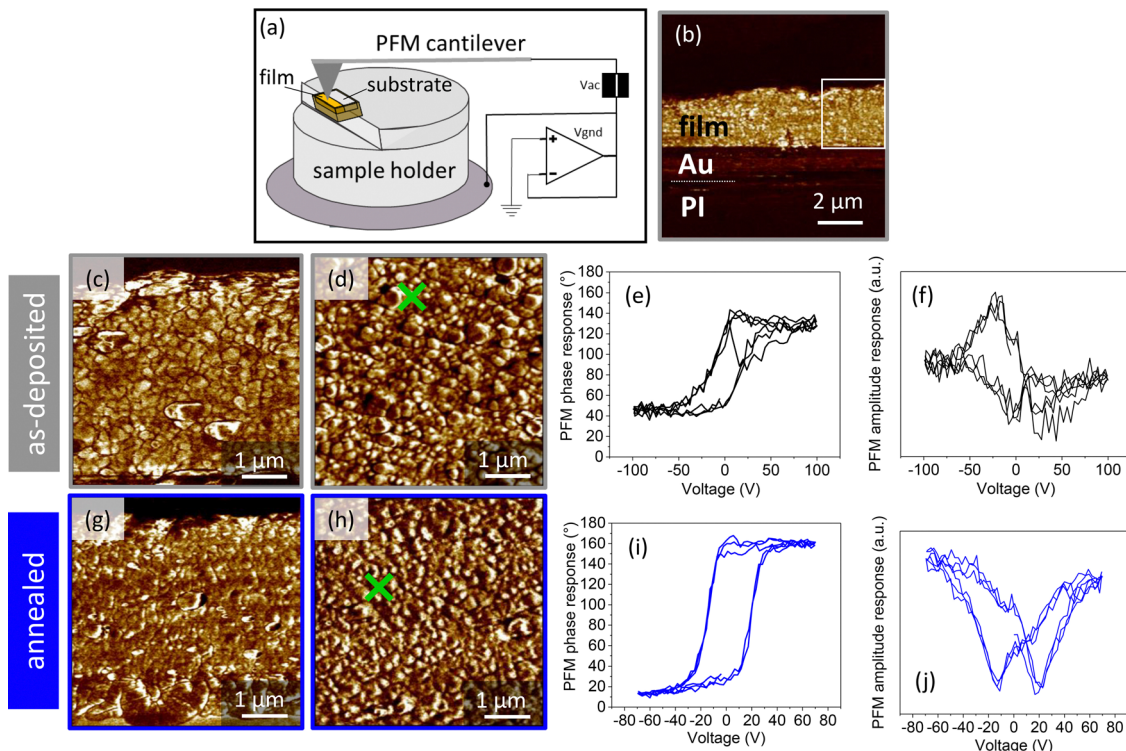 (a)
PFM cantilever
film
substrate
Vac
Vgnd
+
−
sample holder
(b)
film
Au
PI
2 μm
as-deposited
(c)
1 μm
(d)
1 μm
(e)
PFM phase response (°)
180
160
140
120
100
80
60
40
20
0
-100 -50 0 50 100
Voltage (V)
(f)
PFM amplitude response (a.u.)
-100 -50 0 50 100
Voltage (V)
annealed
(g)
1 μm
(h)
1 μm
(i)
PFM phase response (°)
180
160
140
120
100
80
60
40
20
0
-80 -60 -40 -20 0 20 40 60 80
Voltage (V)
(j)
PFM amplitude response (a.u.)
-80 -60 -40 -20 0 20 40 60 80
Voltage (V)